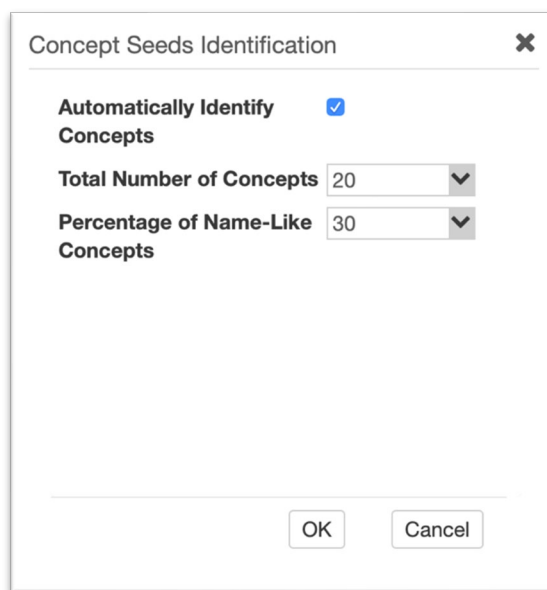 Concept Seeds Identification
Automatically Identify
Concepts
Total Number of Concepts 20
Percentage of Name-Like 30
Concepts
OK Cancel